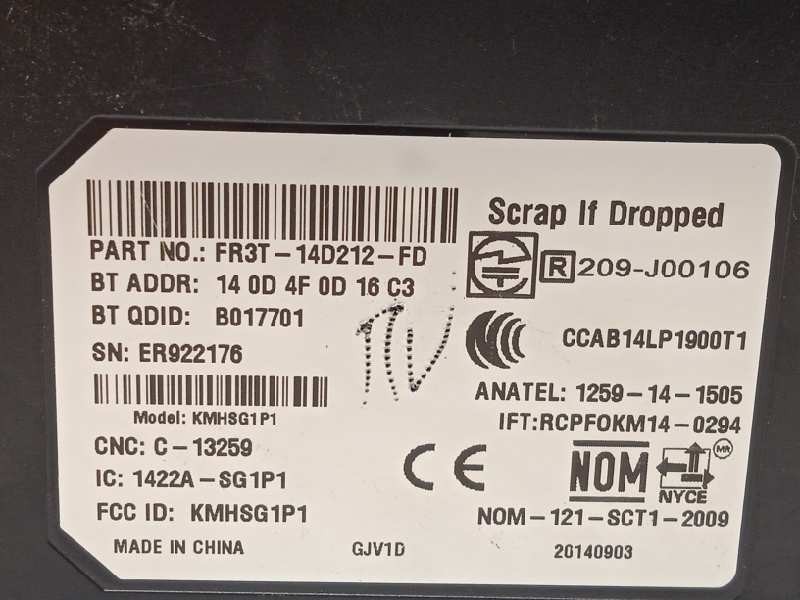 Scrap If Dropped
PART NO.: FR3T-14D212-FD
BT ADDR: 14 0D 4F 0D 16 C3
R 209-J00106
BT QDID: B017701
CCAB14LP1900T1
SN: ER922176
ANATEL: 1259-14-1505
Model: KMHSG1P1
IFT:RCPFOKM14-0294
CNC: C-13259
CE
NOM
NYCE
MR
IC: 1422A-SG1P1
FCC ID: KMHSG1P1
NOM-121-SCT1-2009
MADE IN CHINA
GJV1D
20140903